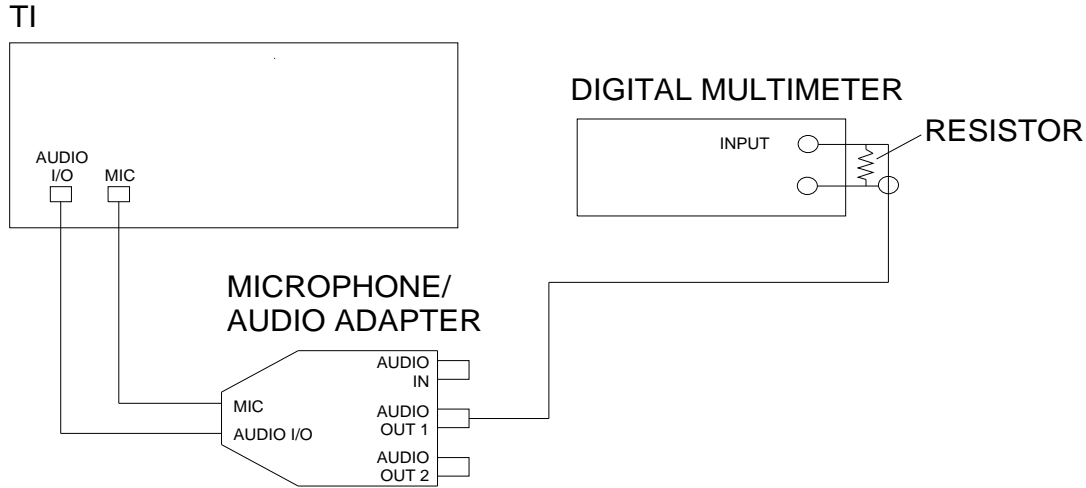 TI
DIGITAL MULTIMETER
INPUT
RESISTOR
AUDIO
I/O
MIC
MICROPHONE/
AUDIO ADAPTER
AUDIO
IN
MIC
AUDIO
OUT 1
AUDIO I/O
AUDIO
OUT 2